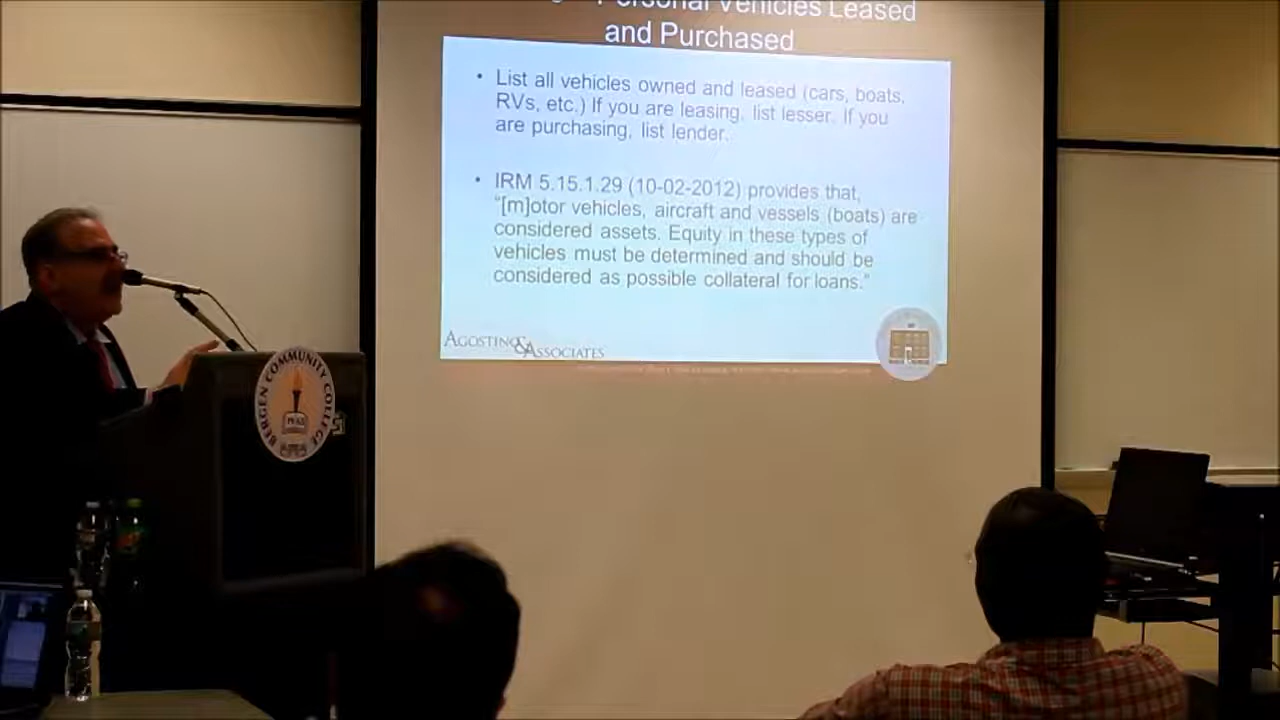 Personal Vehicles Leased
and Purchased
• List all vehicles owned and leased (cars, boats,
RVs, etc.) If you are leasing, list lesser. If you
are purchasing, list lender.
• IRM 5.15.1.29 (10-02-2012) provides that,
“[m]otor vehicles, aircraft and vessels (boats) are
considered assets. Equity in these types of
vehicles must be determined and should be
considered as possible collateral for loans.”
AGOSTINO & ASSOCIATES
BERGEN COMMUNITY COLLEGE